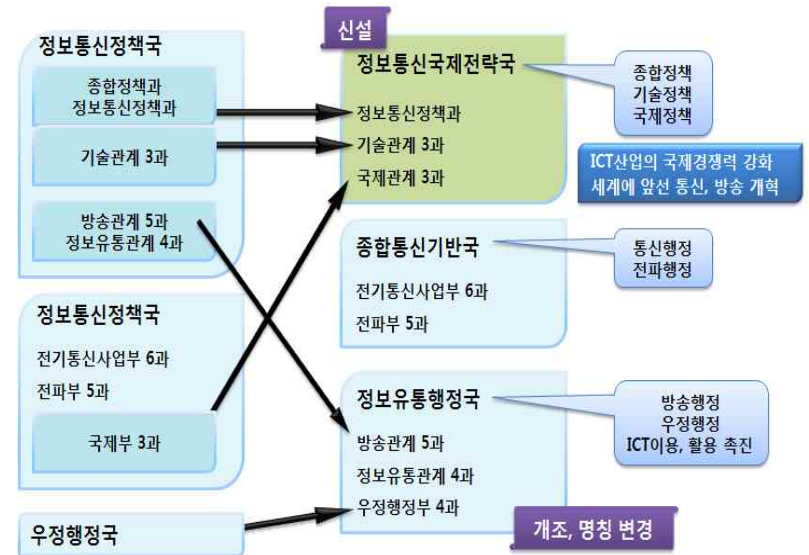 정보통신정책국
종합정책과
정보통신정책과
기술관계 3과
방송관계 5과
정보유통관계 4과
정보통신정책국
전기통신사업부 6과
전파부 5과
국제부 3과
우정행정국
신설
정보통신국제전략국
정보통신정책과
기술관계 3과
국제관계 3과
종합통신기반국
전기통신사업부 6과
전파부 5과
정보유통행정국
방송관계 5과
정보유통관계 4과
우정행정부 4과
개조, 명칭 변경
종합정책
기술정책
국제정책
ICT산업의 국제경쟁력 강화
세계에 앞선 통신, 방송 개혁
통신행정
전파행정
방송행정
우정행정
ICT이용, 활용 촉진